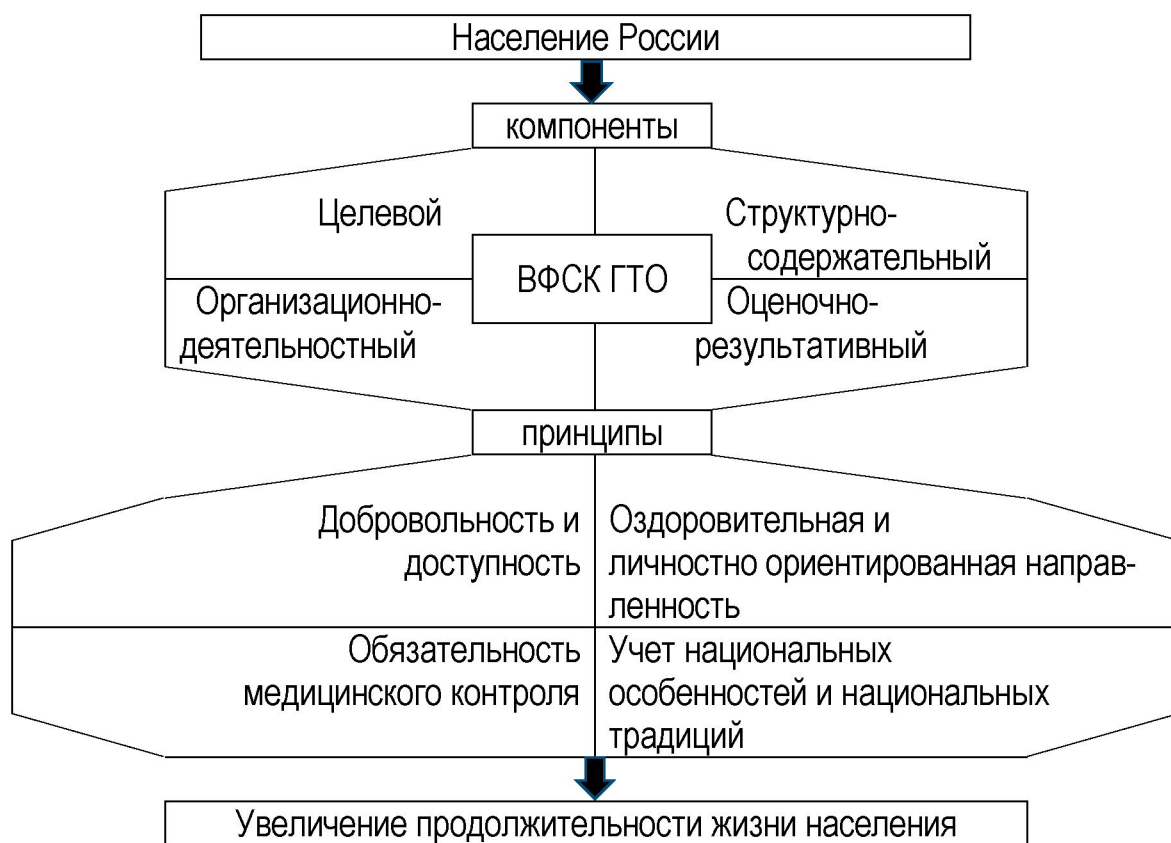 Население России
компоненты
Целевой
Структурно-
содержательный
ВФСК ГТО
Организационно-
деятельностный
Оценочно-
результативный
принципы
Добровольность и
доступность
Оздоровительная и
личностно ориентированная направ-
ленность
Обязательность
медицинского контроля
Учет национальных
особенностей и национальных
традиций
Увеличение продолжительности жизни населения